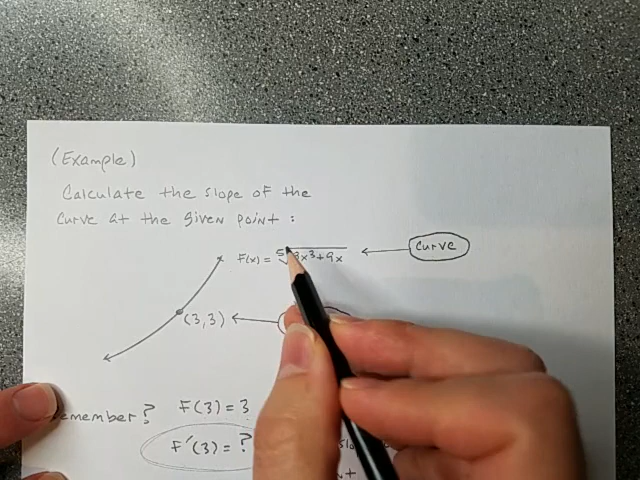 (Example)
Calculate the slope of the
curve at the given point :
F(x) = ⁵√3x³+9x
curve
(3,3)
F(3) = 3
F'(3) = ?